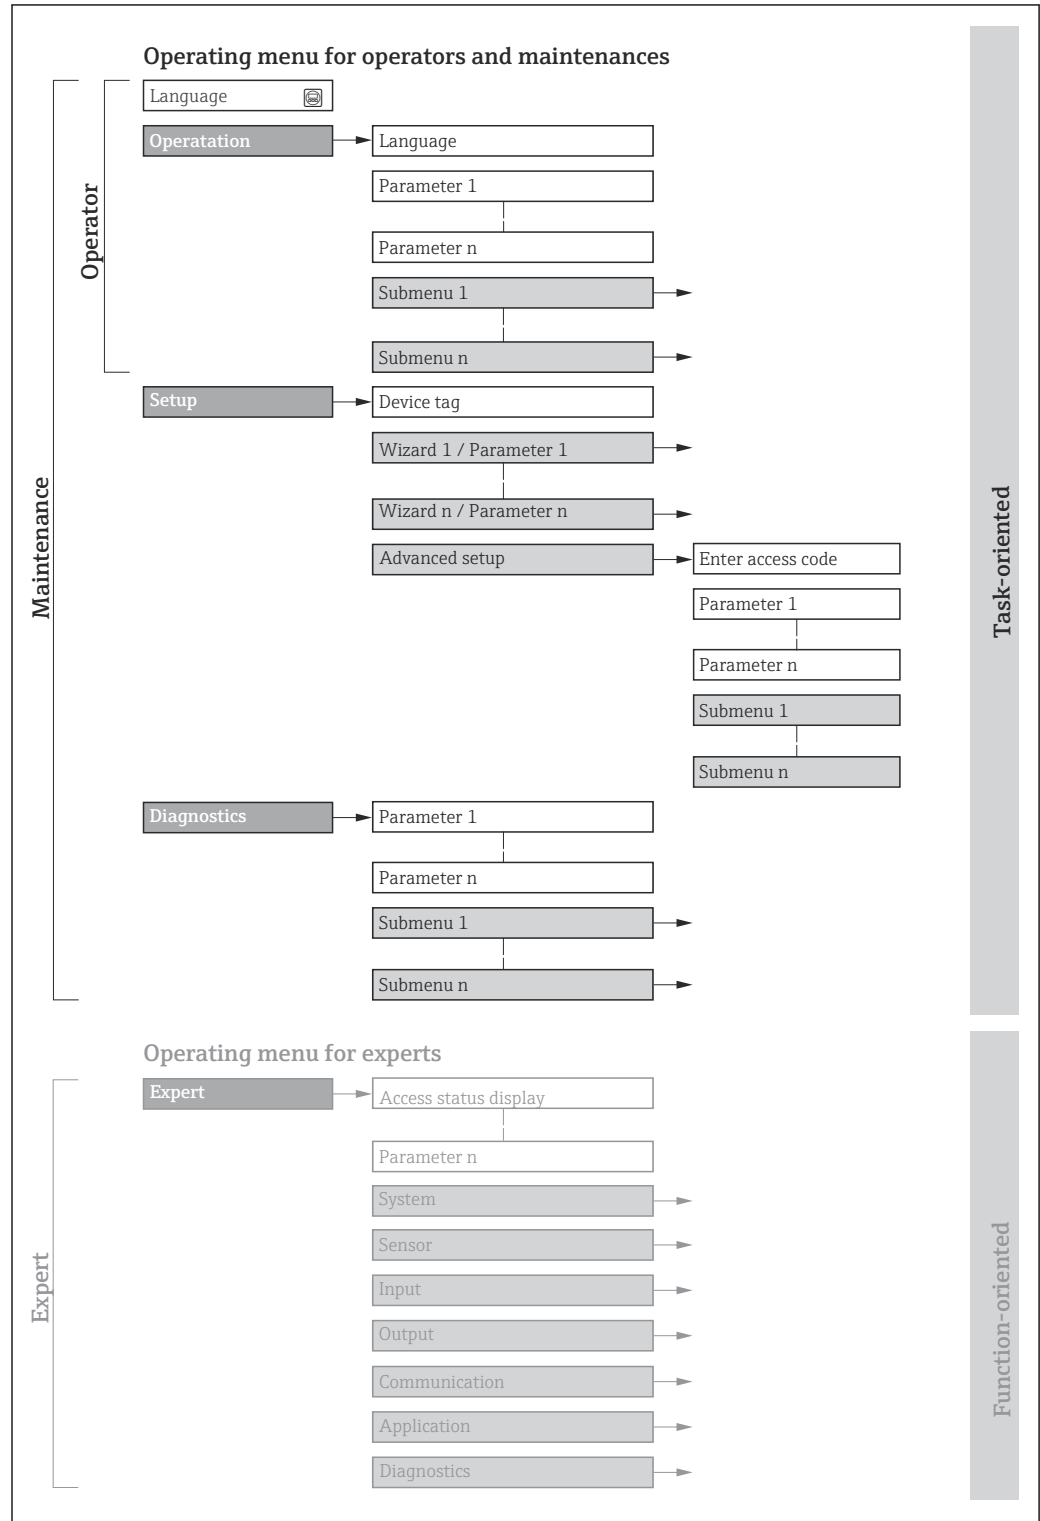 Operating menu for operators and maintenances
Language
Operatation
Language
Parameter 1
Parameter n
Submenu 1
Submenu n
Operator
Setup
Device tag
Wizard 1 / Parameter 1
Wizard n / Parameter n
Advanced setup
Enter access code
Parameter 1
Parameter n
Submenu 1
Submenu n
Maintenance
Task-oriented
Diagnostics
Parameter 1
Parameter n
Submenu 1
Submenu n
Operating menu for experts
Expert
Access status display
Parameter n
System
Sensor
Input
Output
Communication
Application
Diagnostics
Expert
Function-oriented